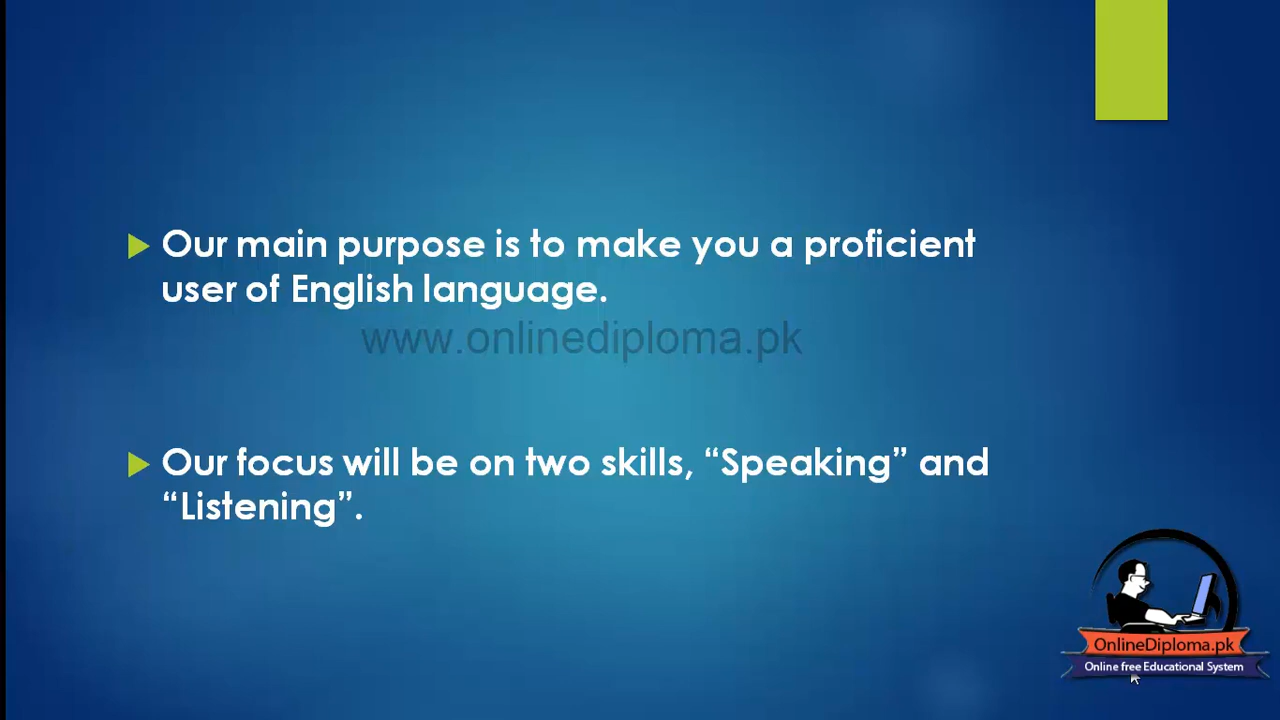 Our main purpose is to make you a proficient
user of English language.
www.onlinediploma.pk
Our focus will be on two skills, “Speaking” and
“Listening”.
OnlineDiploma.pk
Online free Educational System